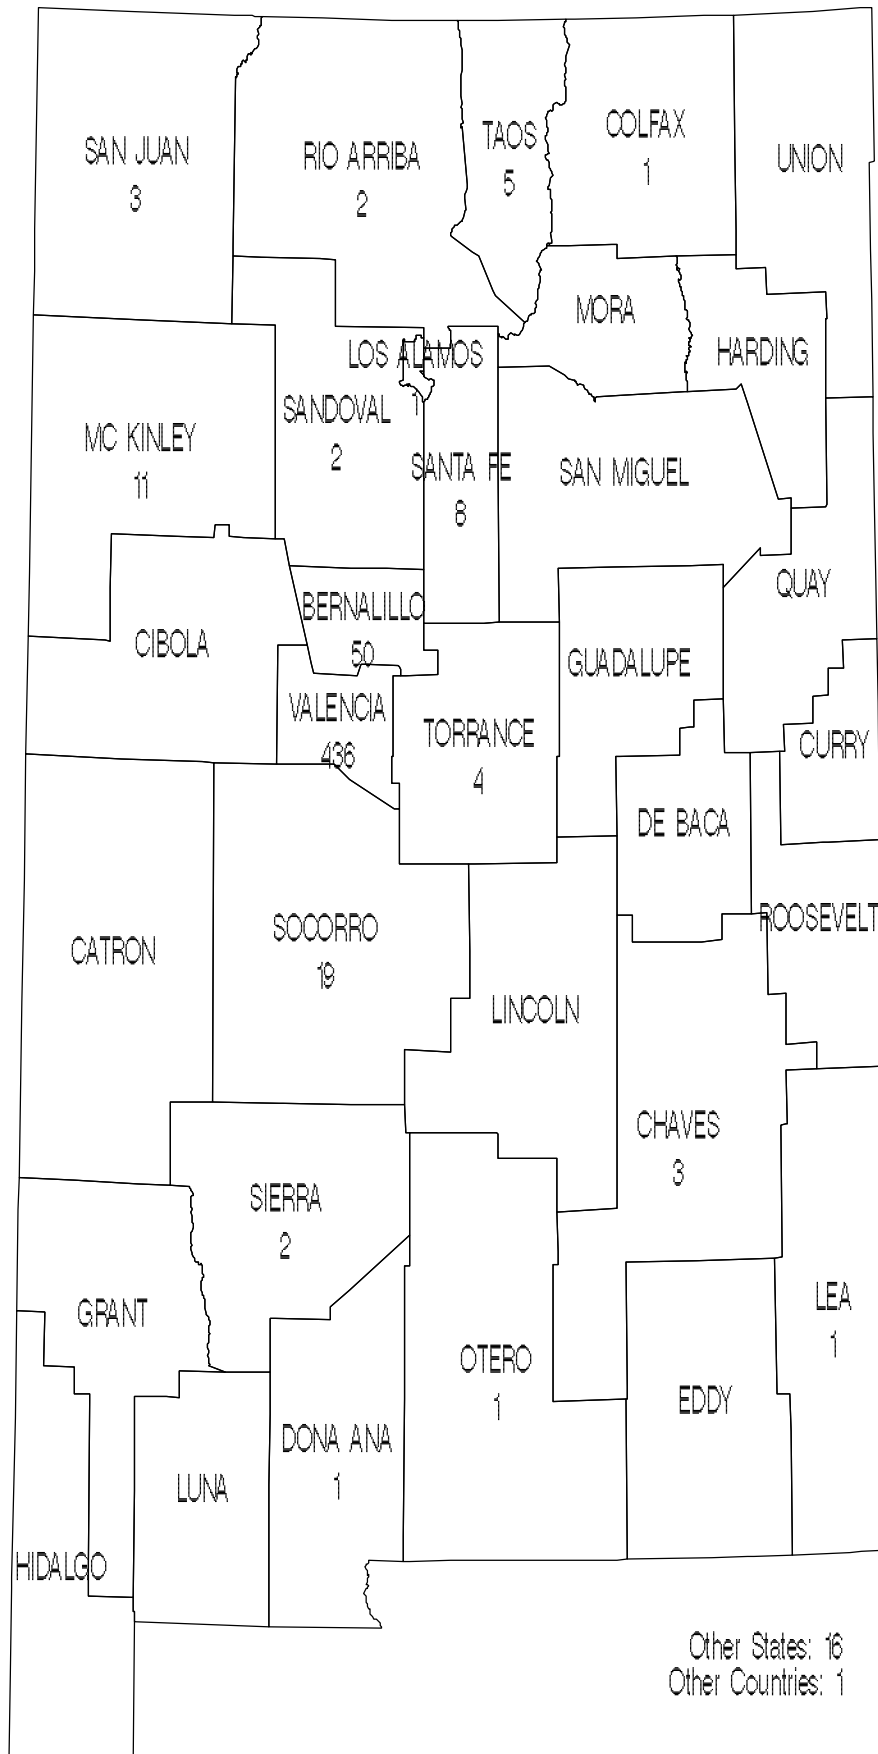 SAN JUAN
3
RIO ARRIBA
2
TAOS
5
COLFAX
1
UNION
MORA
HARDING
LOS ALAMOS
1
MC KINLEY
11
SANDOVAL
2
SANTA FE
8
SAN MIGUEL
QUAY
CIBOLA
BERNALILLO
50
GUADALUPE
VALENCIA
436
TORRANCE
4
CURRY
DE BACA
ROOSEVELT
CATRON
SOCORRO
19
LINCOLN
CHAVES
3
SIERRA
2
GRANT
LEA
1
OTERO
1
EDDY
DONA ANA
1
LUNA
HIDALGO
Other States: 16
Other Countries: 1